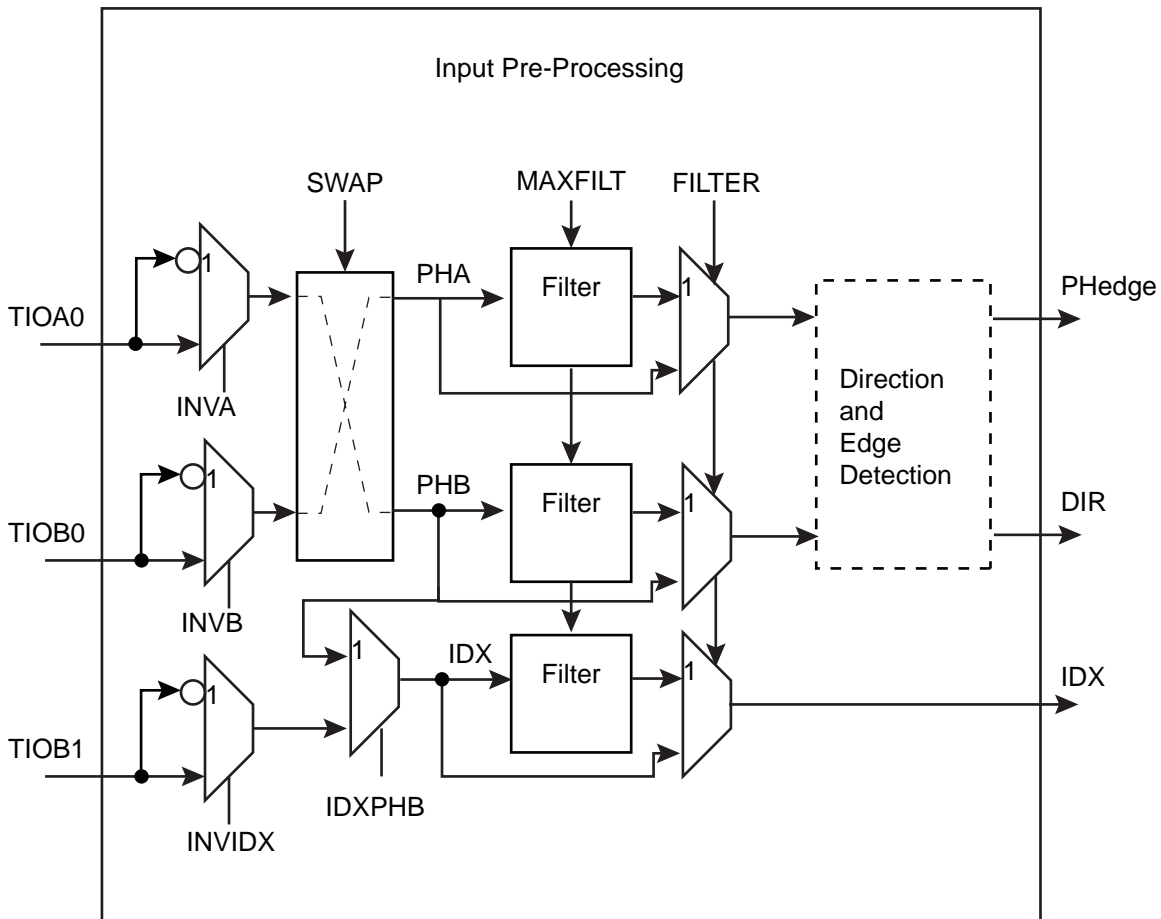 Input Pre-Processing
SWAP
MAXFILT
FILTER
1
PHA
Filter
1
PHedge
TIOA0
INVA
Direction
and
Edge
Detection
1
PHB
Filter
1
DIR
TIOB0
INVB
1
IDX
Filter
1
IDX
1
TIOB1
IDXPHB
INVIDX